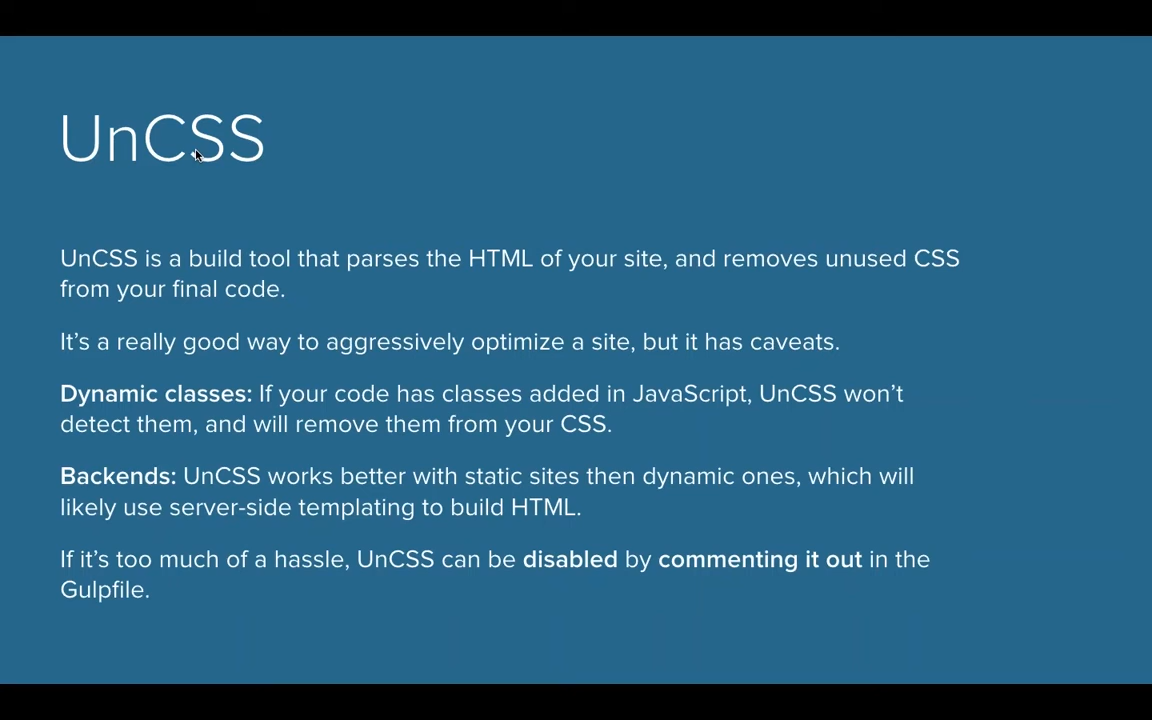 UnCSS
UnCSS is a build tool that parses the HTML of your site, and removes unused CSS
from your final code.
It’s a really good way to aggressively optimize a site, but it has caveats.
Dynamic classes: If your code has classes added in JavaScript, UnCSS won’t
detect them, and will remove them from your CSS.
Backends: UnCSS works better with static sites then dynamic ones, which will
likely use server-side templating to build HTML.
If it’s too much of a hassle, UnCSS can be disabled by commenting it out in the
Gulpfile.